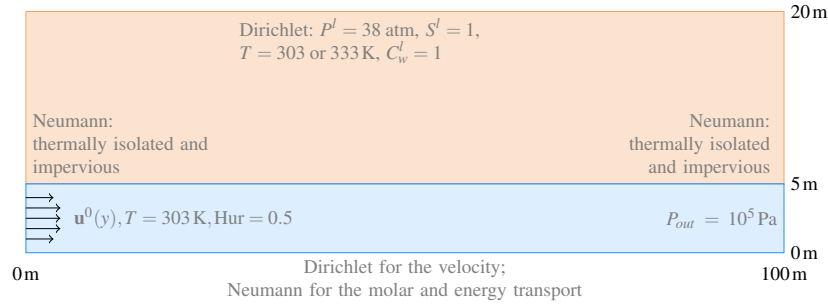 20 m
Dirichlet: P^l = 38 atm, S^l = 1,
T = 303 or 333 K, C_w^l = 1
Neumann:
thermally isolated and
impervious
Neumann:
thermally isolated
and impervious
5 m
u^0(y), T = 303 K, Hur = 0.5
P_out = 10^5 Pa
0 m
0 m
100 m
Dirichlet for the velocity;
Neumann for the molar and energy transport